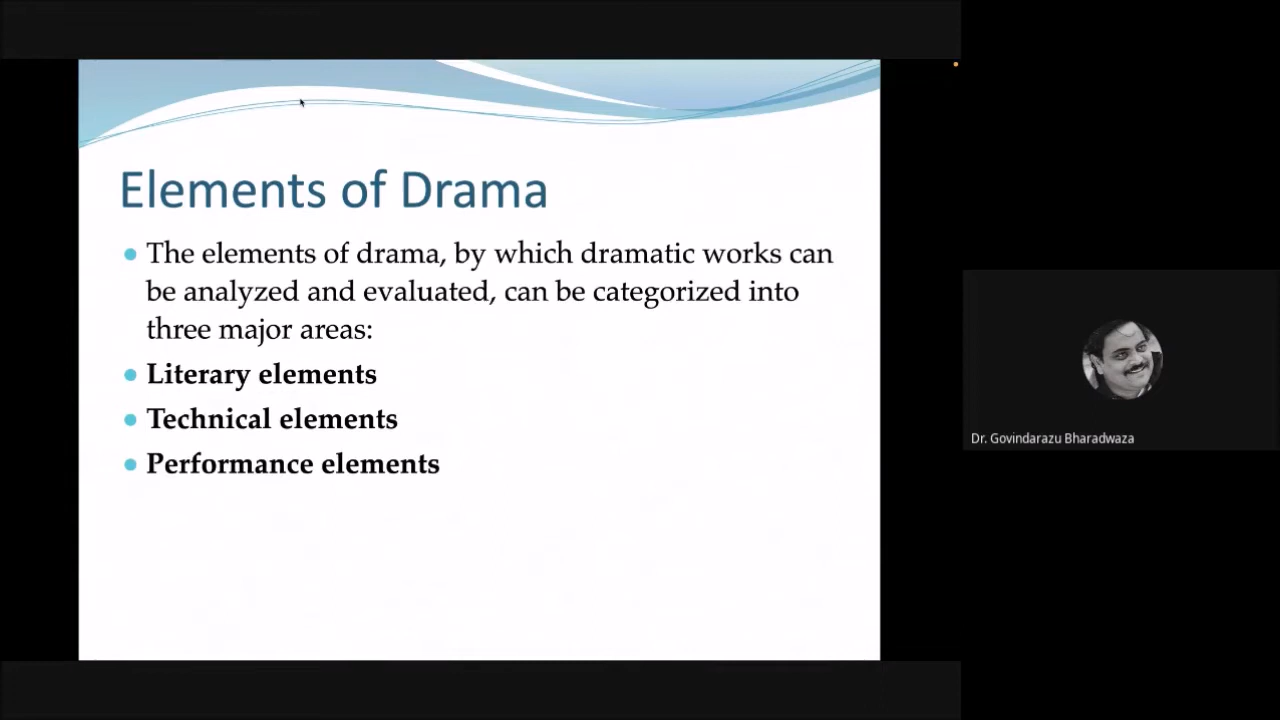 Elements of Drama
The elements of drama, by which dramatic works can
be analyzed and evaluated, can be categorized into
three major areas:
Literary elements
Technical elements
Performance elements
Dr. Govindarazu Bharadwaza